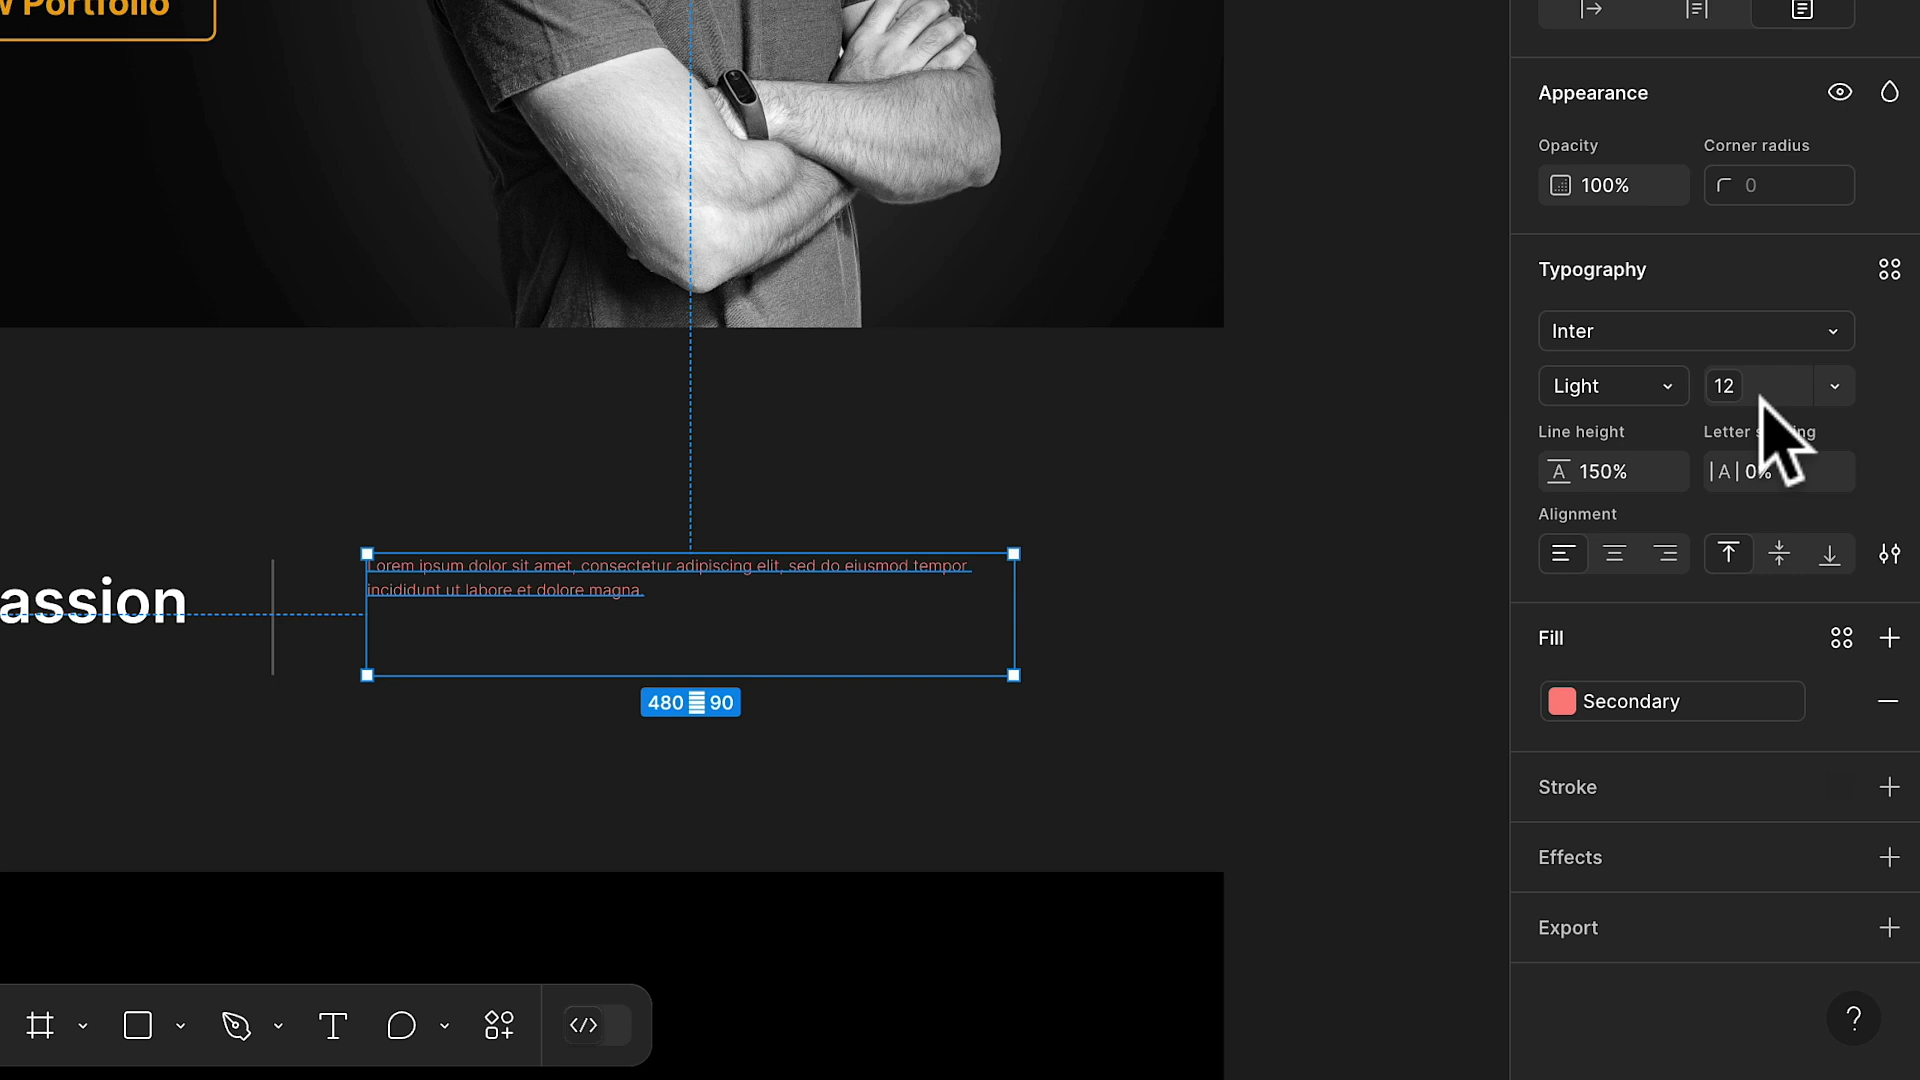 Portfolio
Appearance
Opacity
Corner radius
100%
0
Typography
Inter
Light
12
Line height
Letter
150%
|A|
Alignment
Lorem ipsum dolor sit amet, consectetur adipiscing elit, sed do eiusmod tempor
incididunt ut labore et dolore magna.
assion
480
90
Fill
Secondary
Stroke
Effects
Export
?